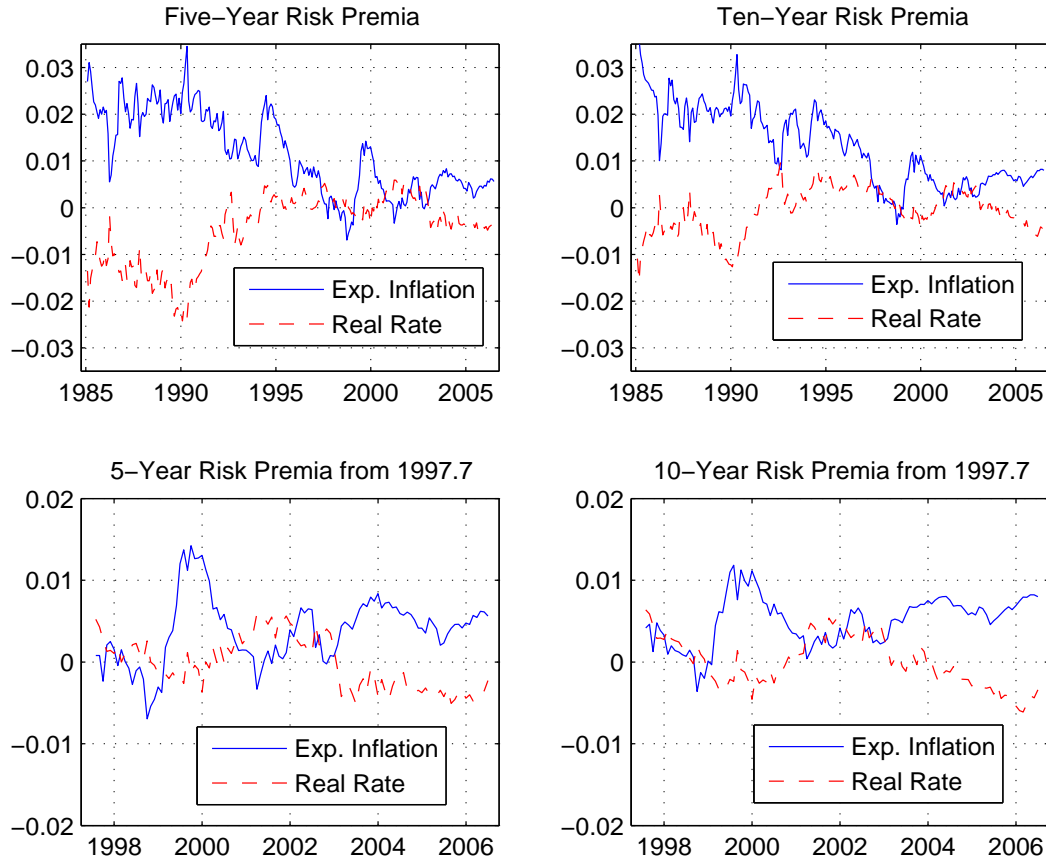 Five−Year Risk Premia
0.03
0.02
0.01
0
−0.01
−0.02
−0.03
1985 1990 1995 2000 2005
Exp. Inflation
Real Rate
Ten−Year Risk Premia
0.03
0.02
0.01
0
−0.01
−0.02
−0.03
1985 1990 1995 2000 2005
Exp. Inflation
Real Rate
5−Year Risk Premia from 1997.7
0.02
0.01
0
−0.01
−0.02
1998 2000 2002 2004 2006
Exp. Inflation
Real Rate
10−Year Risk Premia from 1997.7
0.02
0.01
0
−0.01
−0.02
1998 2000 2002 2004 2006
Exp. Inflation
Real Rate